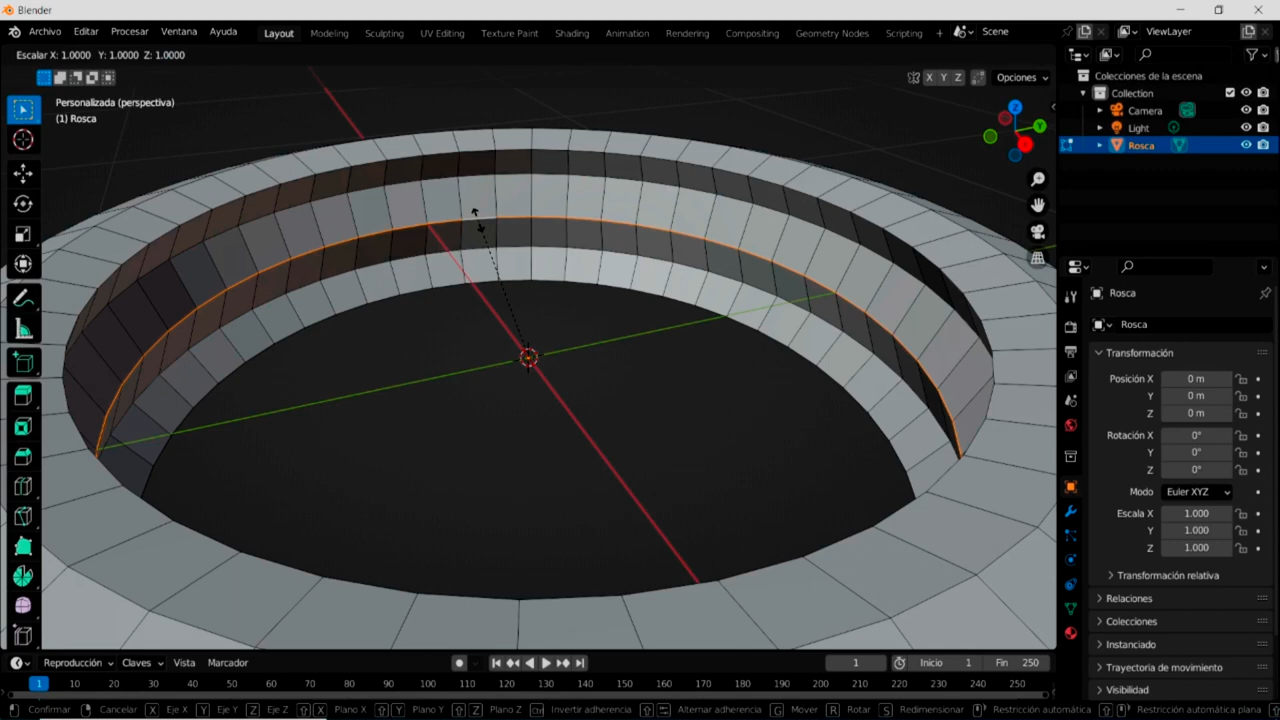 Blender
Archivo Editar Procesar Ventana Ayuda Layout Modeling Sculpting UV Editing Texture Paint Shading Animation Rendering Compositing Geometry Nodes Scripting + Scene ViewLayer
Escalar X: 1.0000 Y: 1.0000 Z: 1.0000
X Y Z Opciones
Personalizada (perspectiva)
(1) Rosca
Colecciones de la escena
Collection
Camera
Light
Rosca
Z
Y
Rosca
Rosca
Transformación
Posición X 0 m
Y 0 m
Z 0 m
Rotación X 0°
Y 0°
Z 0°
Modo Euler XYZ
Escala X 1.000
Y 1.000
Z 1.000
Transformación relativa
Relaciones
Colecciones
Instanciado
Trayectoria de movimiento
Visibilidad
Reproducción Claves Vista Marcador 1 Inicio 1 Fin 250
1 10 20 30 40 50 60 70 80 90 100 110 120 130 140 150 160 170 180 190 200 210 220 230 240 250
Confirmar Cancelar X Eje X Y Eje Y Z Eje Z X Plano X Y Plano Y Z Plano Z Ctrl Invertir adherencia Alternar adherencia G Mover R Rotar S Redimensionar Restricción automática Restricción automática plana